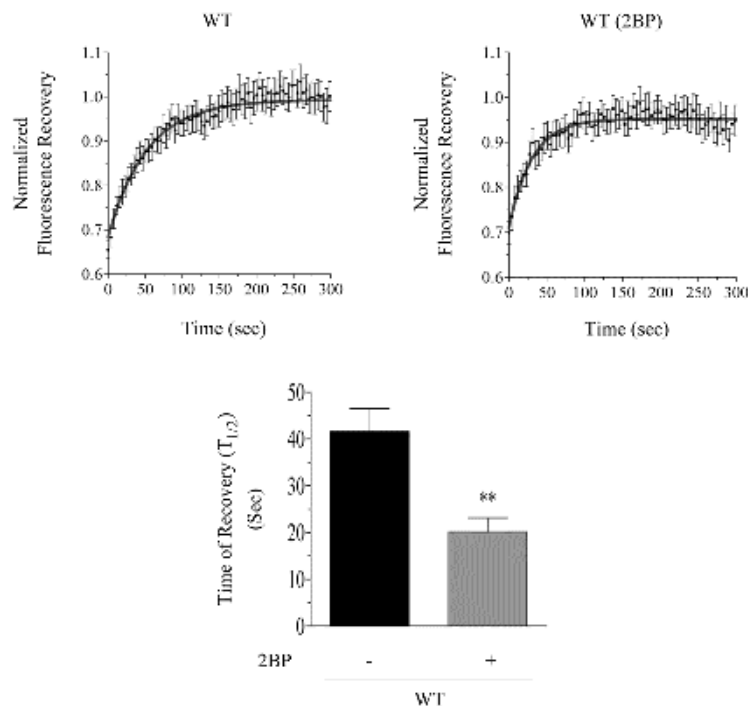 WT
1.1
1.0
0.9
0.8
0.7
0.6
Normalized
Fluorescence Recovery
0 50 100 150 200 250 300
Time (sec)
WT (2BP)
1.1
1.0
0.9
0.8
0.7
0.6
Normalized
Fluorescence Recovery
0 50 100 150 200 250 300
Time (sec)
Time of Recovery (T1/2)
(Sec)
50
40
30
20
10
0
**
2BP - +
WT